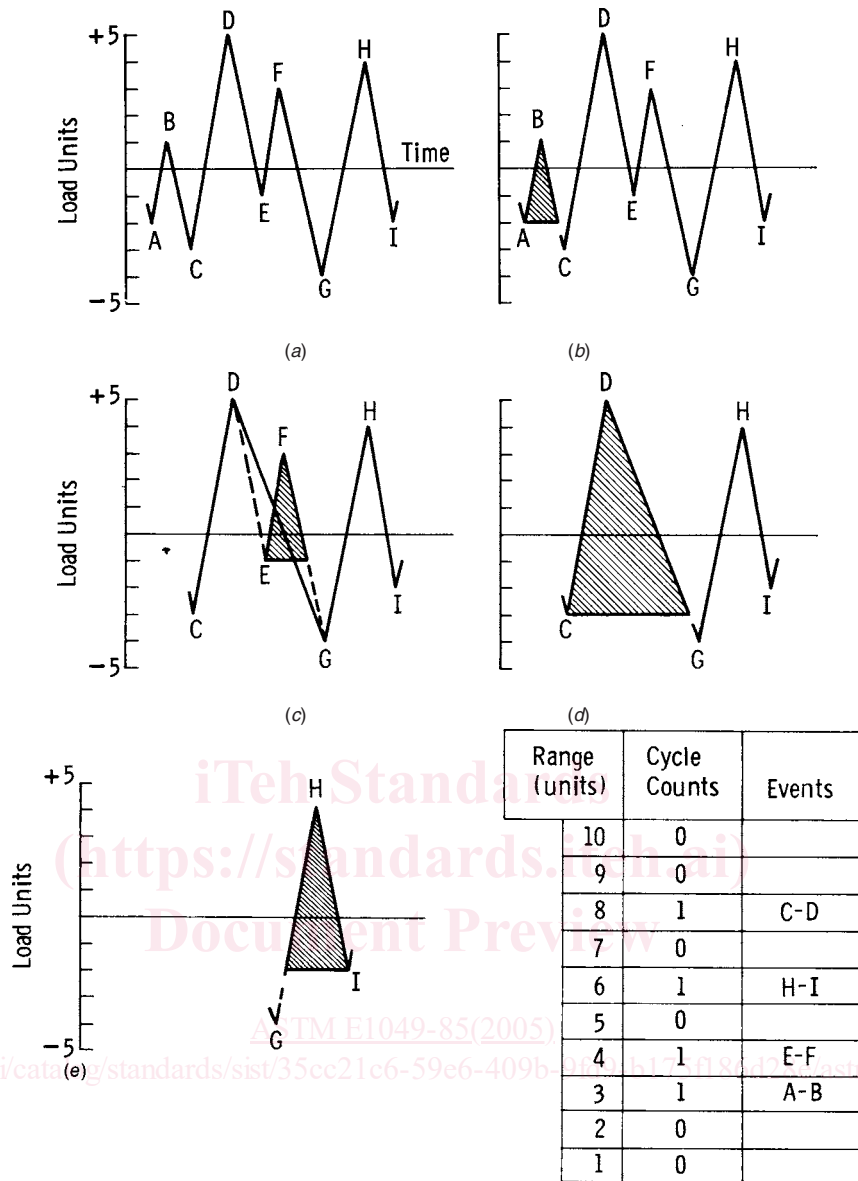 +5
D
B
F
H
Load Units
Time
A
C
E
G
I
-5
(a)
D
B
F
H
A
C
E
G
I
(b)
+5
D
F
H
Load Units
E
C
G
I
-5
(c)
D
H
C
G
I
(d)
+5
H
Load Units
I
G
-5
(e)
Range (units) Cycle Counts Events
10 0
9 0
8 1 C-D
7 0
6 1 H-I
5 0
4 1 E-F
3 1 A-B
2 0
1 0
iTeh Standards
(https://standards.iteh.ai)
Document Preview
ASTM E1049-85(2005)